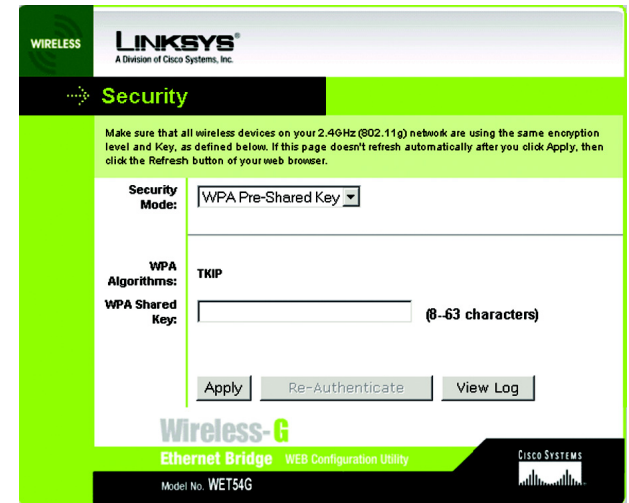 WIRELESS
LINKSYS®
A Division of Cisco Systems, Inc.
Security
Make sure that all wireless devices on your 2.4GHz (802.11g) network are using the same encryption
level and Key, as defined below. If this page doesn't refresh automatically after you click Apply, then
click the Refresh button of your web browser.
Security
Mode:
WPA Pre-Shared Key
WPA
Algorithms:
TKIP
WPA Shared
Key:
(8--63 characters)
Apply
Re-Authenticate
View Log
Wireless-G
Ethernet Bridge WEB Configuration Utility
CISCO SYSTEMS
Model No. WET54G